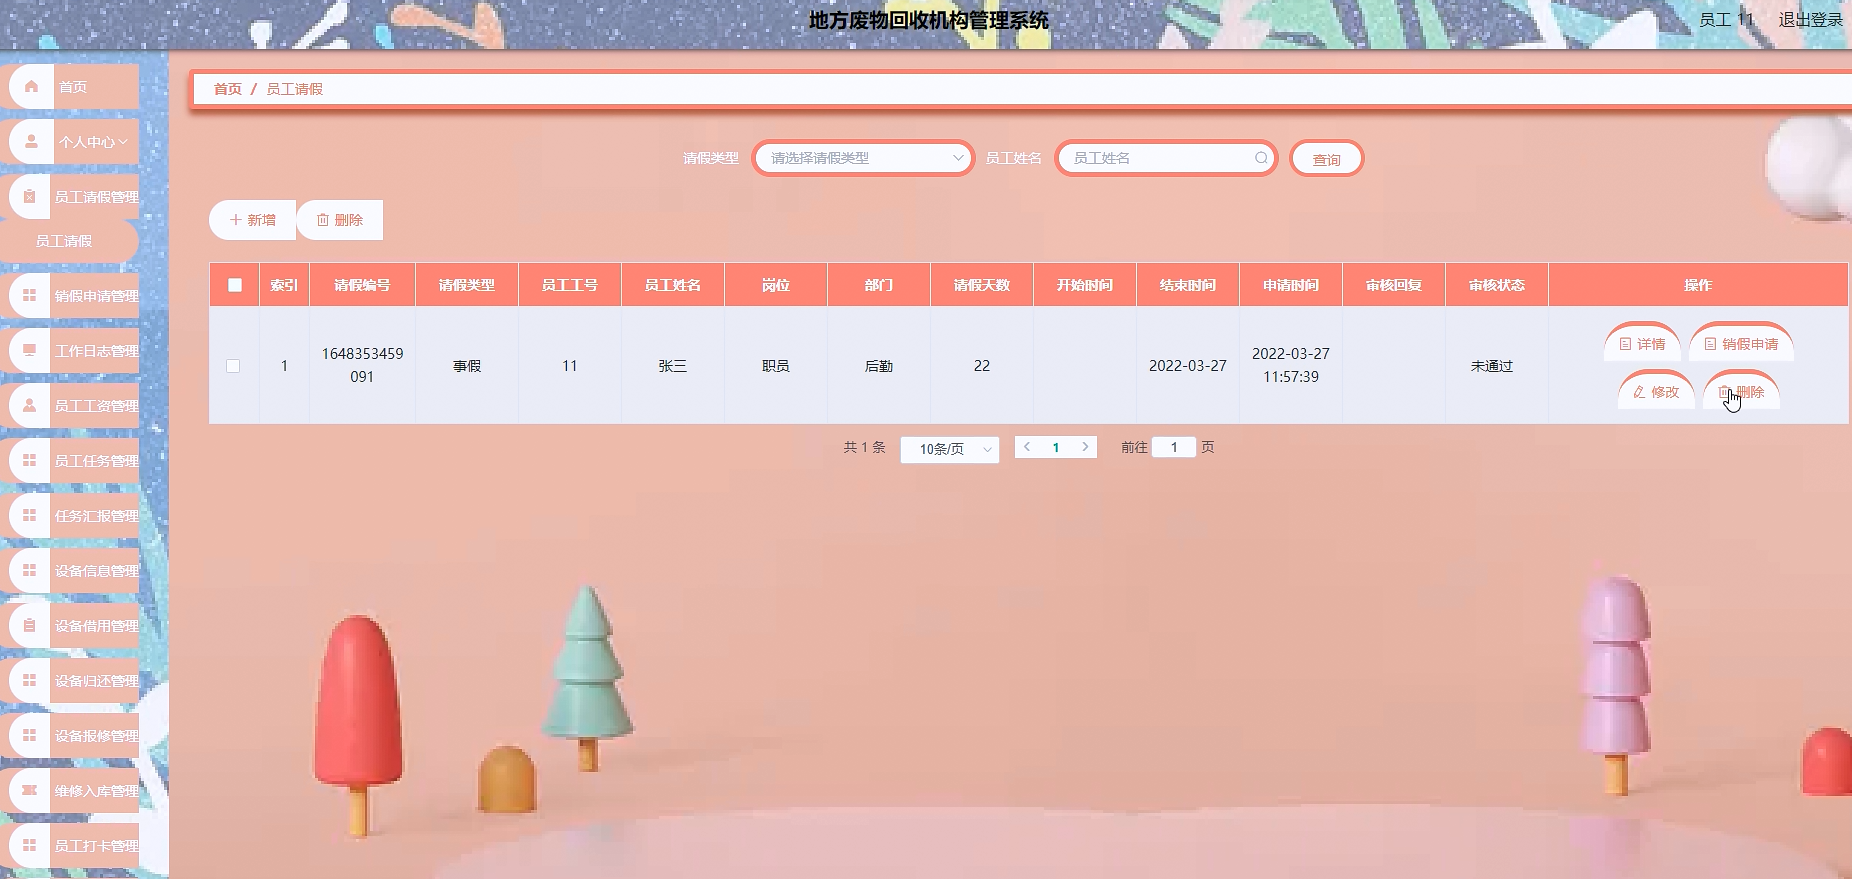 地方废物回收机构管理系统
员工 11 退出登录
首页
个人中心
员工请假管理
员工请假
销假申请管理
工作日志管理
员工工资管理
员工任务管理
任务汇报管理
设备信息管理
设备借用管理
设备归还管理
设备报修管理
维修入库管理
员工打卡管理
首页 / 员工请假
请假类型 请选择请假类型 员工姓名 员工姓名 查询
新增 删除
索引 请假编号 请假类型 员工工号 员工姓名 岗位 部门 请假天数 开始时间 结束时间 申请时间 审核回复 审核状态 操作
1 1648353459091 事假 11 张三 职员 后勤 22 2022-03-27 2022-03-27 11:57:39 未通过
详情 销假申请
修改 删除
共 1 条 10条/页 1 前往 1 页